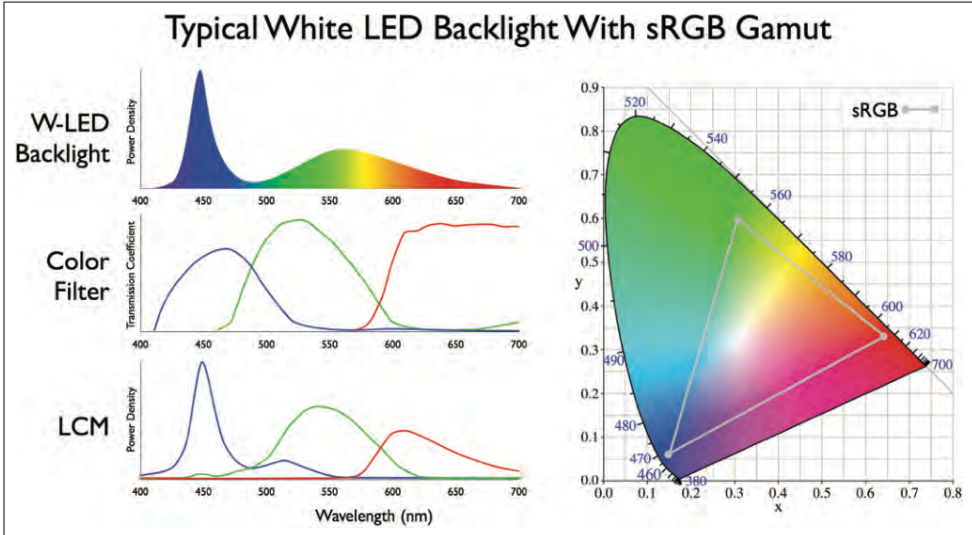 Typical White LED Backlight With sRGB Gamut
W-LED
Backlight
Power Density
400 450 500 550 600 650 700
Color
Filter
Transmission Coefficient
400 450 500 550 600 650 700
LCM
Power Density
400 450 500 550 600 650 700
Wavelength (nm)
sRGB
0.9
0.8
0.7
0.6
0.5
y
0.4
0.3
0.2
0.1
0.0
0.0 0.1 0.2 0.3 0.4 0.5 0.6 0.7 0.8
x
520
540
560
580
600
620
700
500
490
480
470
460
380